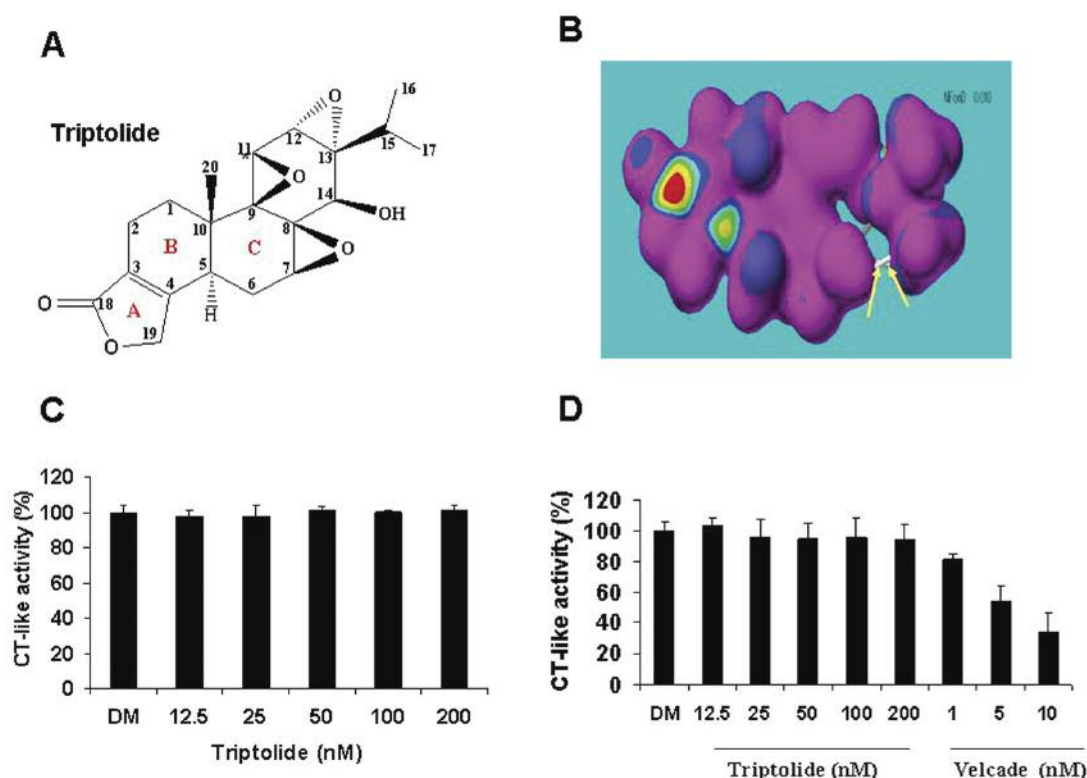 A
Triptolide
O
16
12
11
15
13
17
20
O
14
1
9
OH
2
10
8
B
C
O
3
5
7
4
6
O
18
A
H
19
O
B
C
CT-like activity (%)
120
100
80
60
40
20
0
DM 12.5 25 50 100 200
Triptolide (nM)
D
CT-like activity (%)
120
100
80
60
40
20
0
DM 12.5 25 50 100 200 1 5 10
Triptolide (nM) Velcade (nM)